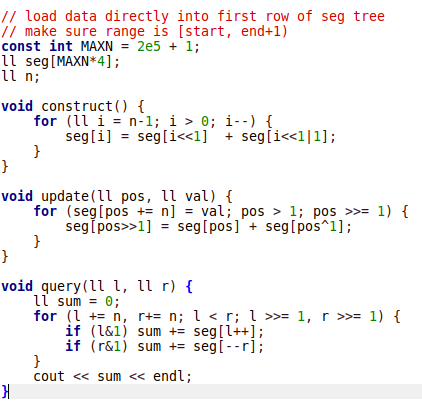 // load data directly into first row of seg tree
// make sure range is [start, end+1)
const int MAXN = 2e5 + 1;
ll seg[MAXN*4];
ll n;

void construct() {
    for (ll i = n-1; i > 0; i--) {
        seg[i] = seg[i<<1]  + seg[i<<1|1];
    }
}

void update(ll pos, ll val) {
    for (seg[pos += n] = val; pos > 1; pos >>= 1) {
        seg[pos>>1] = seg[pos] + seg[pos^1];
    }
}

void query(ll l, ll r) {
    ll sum = 0;
    for (l += n, r+= n; l < r; l >>= 1, r >>= 1) {
        if (l&1) sum += seg[l++];
        if (r&1) sum += seg[--r];
    }
    cout << sum << endl;
}